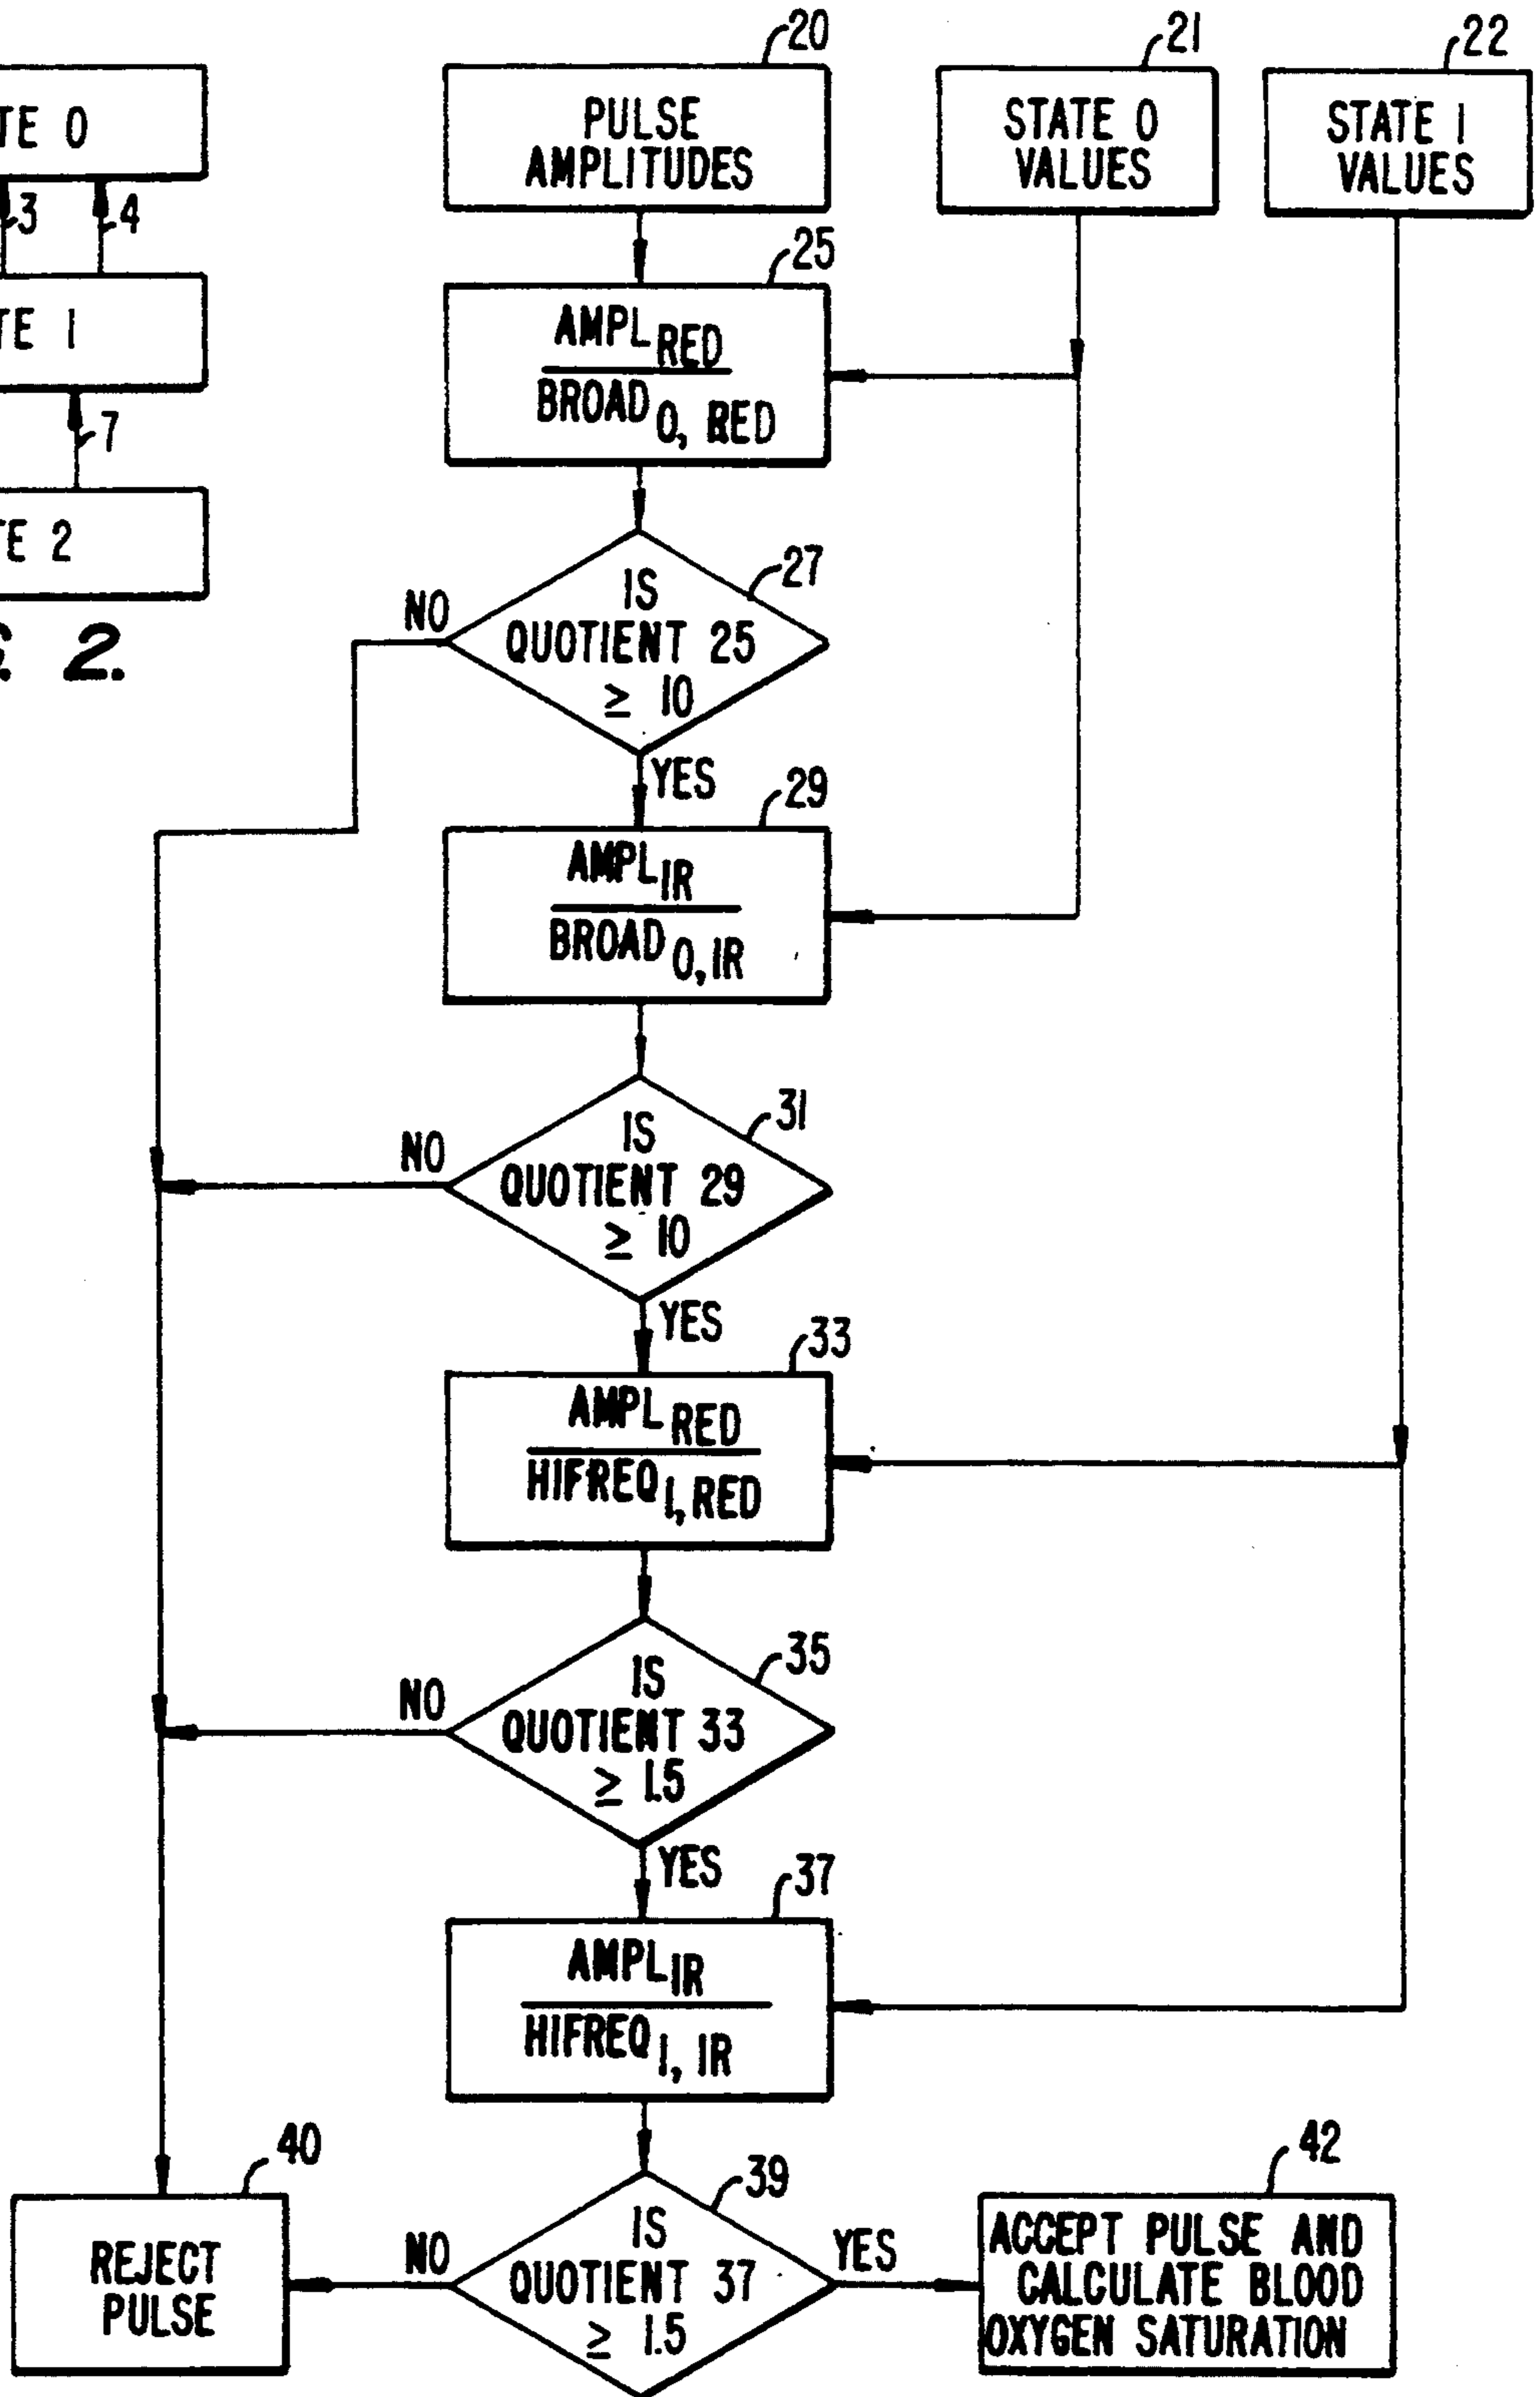 20
21
22
PULSE
AMPLITUDES
STATE 0
VALUES
STATE 1
VALUES
TE 0
3
4
25
TE 1
AMPL RED
BROAD 0, RED
7
TE 2
27
NO
IS
QUOTIENT 25
≥ 10
2.
YES
29
AMPL IR
BROAD 0, IR
31
NO
IS
QUOTIENT 29
≥ 10
YES
33
AMPL RED
HIFREQ 1, RED
35
NO
IS
QUOTIENT 33
≥ 1.5
YES
37
AMPL IR
HIFREQ 1, IR
40
39
42
REJECT
PULSE
NO
IS
QUOTIENT 37
≥ 1.5
YES
ACCEPT PULSE AND
CALCULATE BLOOD
OXYGEN SATURATION